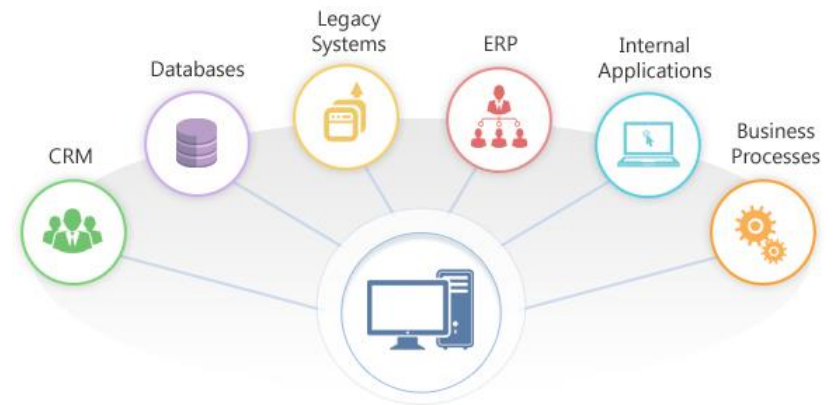 CRM
Databases
Legacy
Systems
ERP
Internal
Applications
Business
Processes